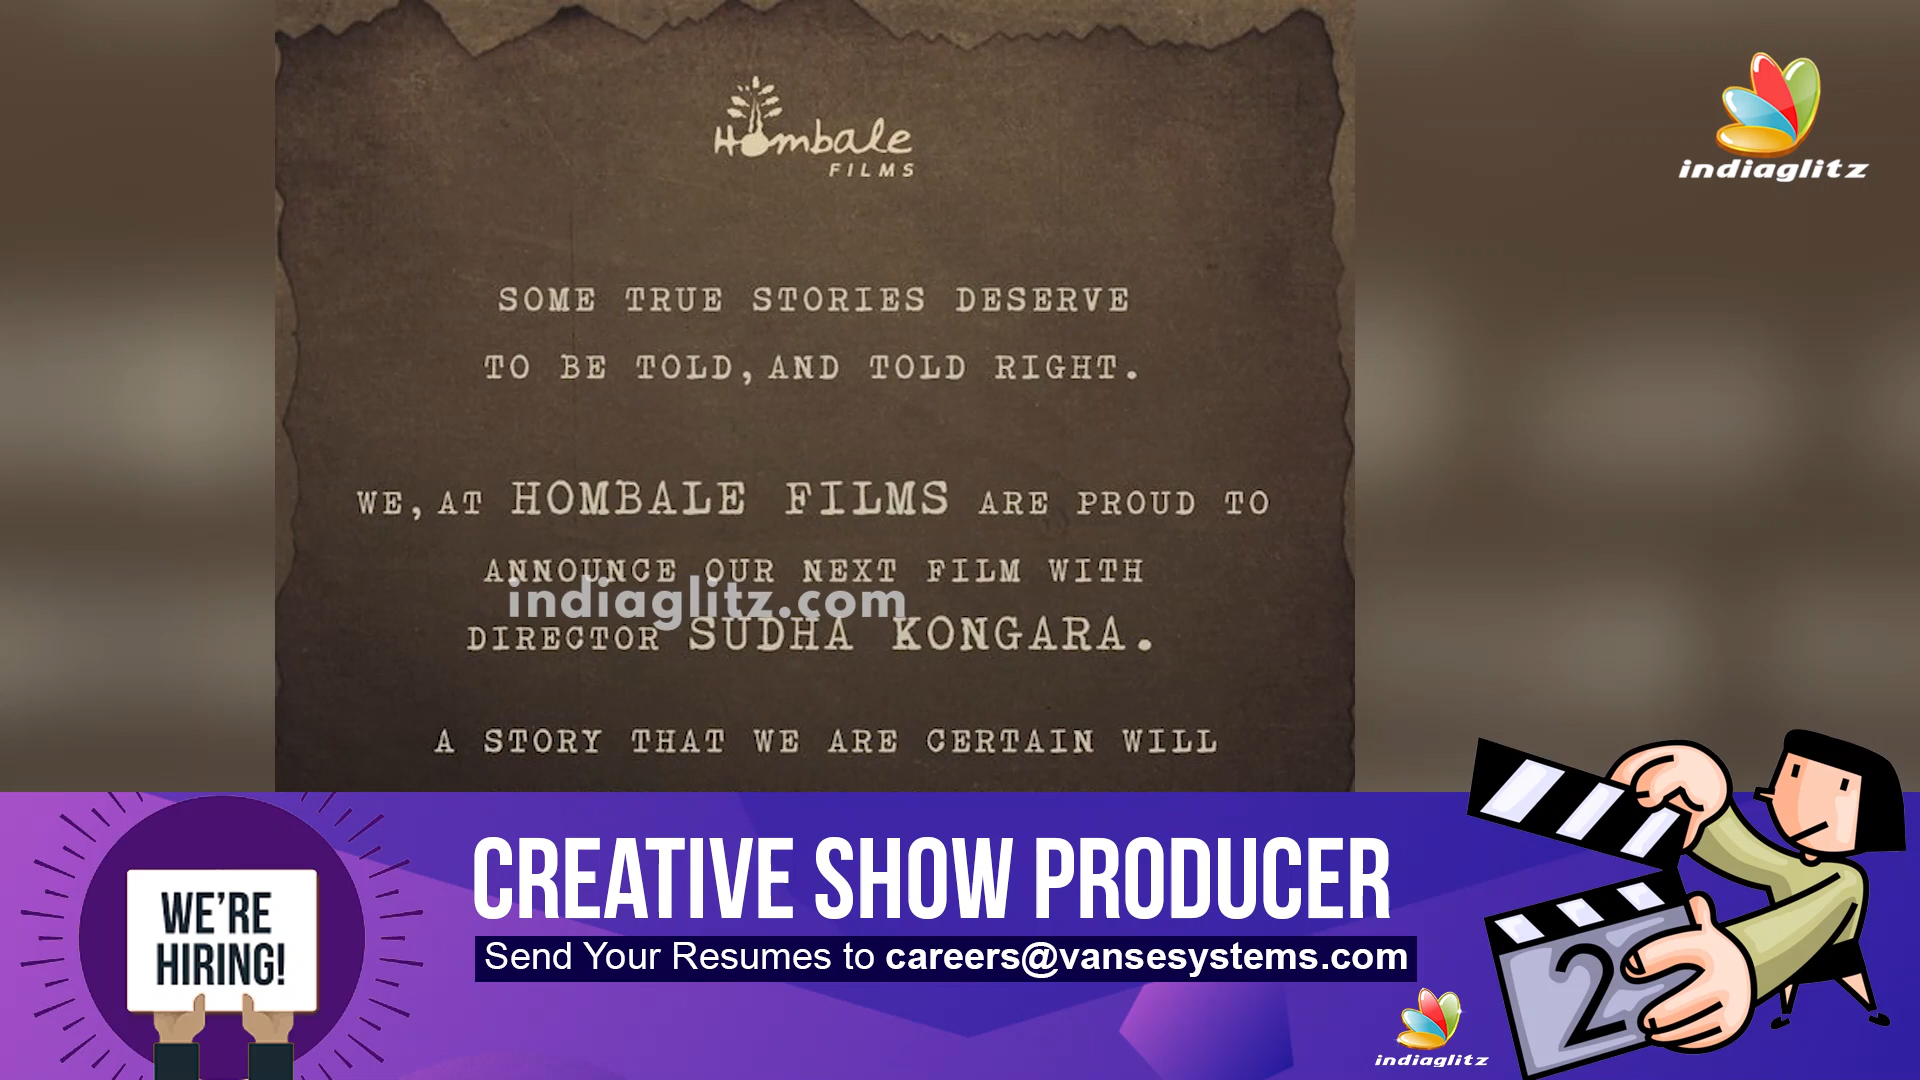 Hombale
FILMS
indiaglitz
SOME TRUE STORIES DESERVE
TO BE TOLD, AND TOLD RIGHT.
WE, AT HOMBALE FILMS ARE PROUD TO
ANNOUNCE OUR NEXT FILM WITH
indiaglitz.com
DIRECTOR SUDHA KONGARA.
A STORY THAT WE ARE CERTAIN WILL
WE'RE
HIRING!
CREATIVE SHOW PRODUCER
Send Your Resumes to careers@vansesystems.com
2
indiaglitz